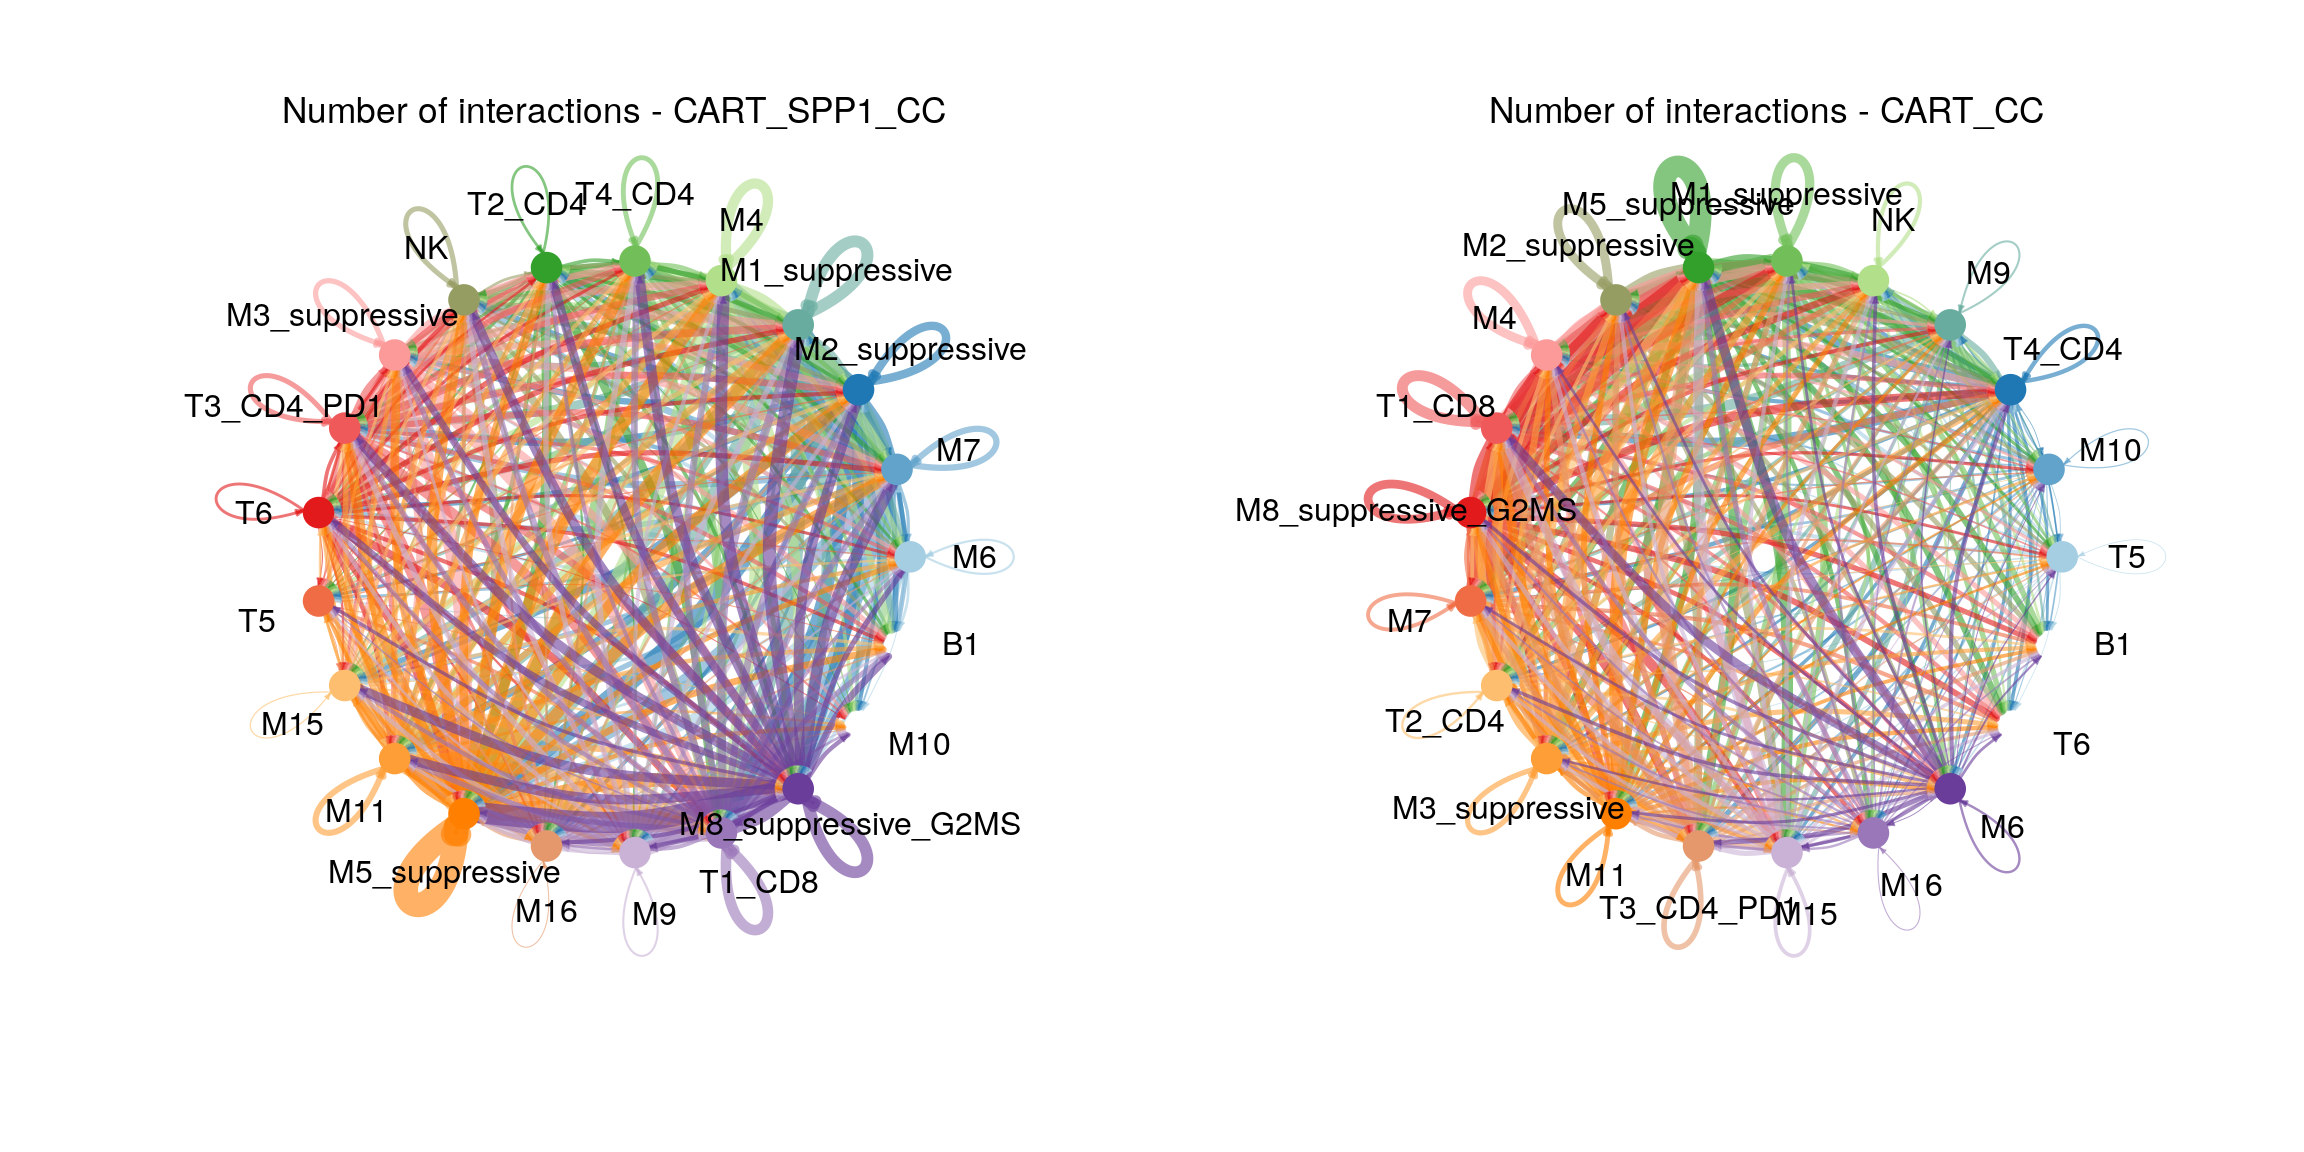 Number of interactions - CART_SPP1_CC
T2_CD4
T4_CD4
M4
NK
M1_suppressive
M3_suppressive
M2_suppressive
T3_CD4_PD1
M7
T6
M6
T5
B1
M15
M10
M11
M8_suppressive_G2MS
M5_suppressive
T1_CD8
M16
M9
Number of interactions - CART_CC
M1_suppressive
M5_suppressive
NK
M2_suppressive
M9
M4
T4_CD4
T1_CD8
M10
M8_suppressive_G2MS
T5
M7
B1
T2_CD4
T6
M3_suppressive
M6
M11
M16
T3_CD4_PD1
M15